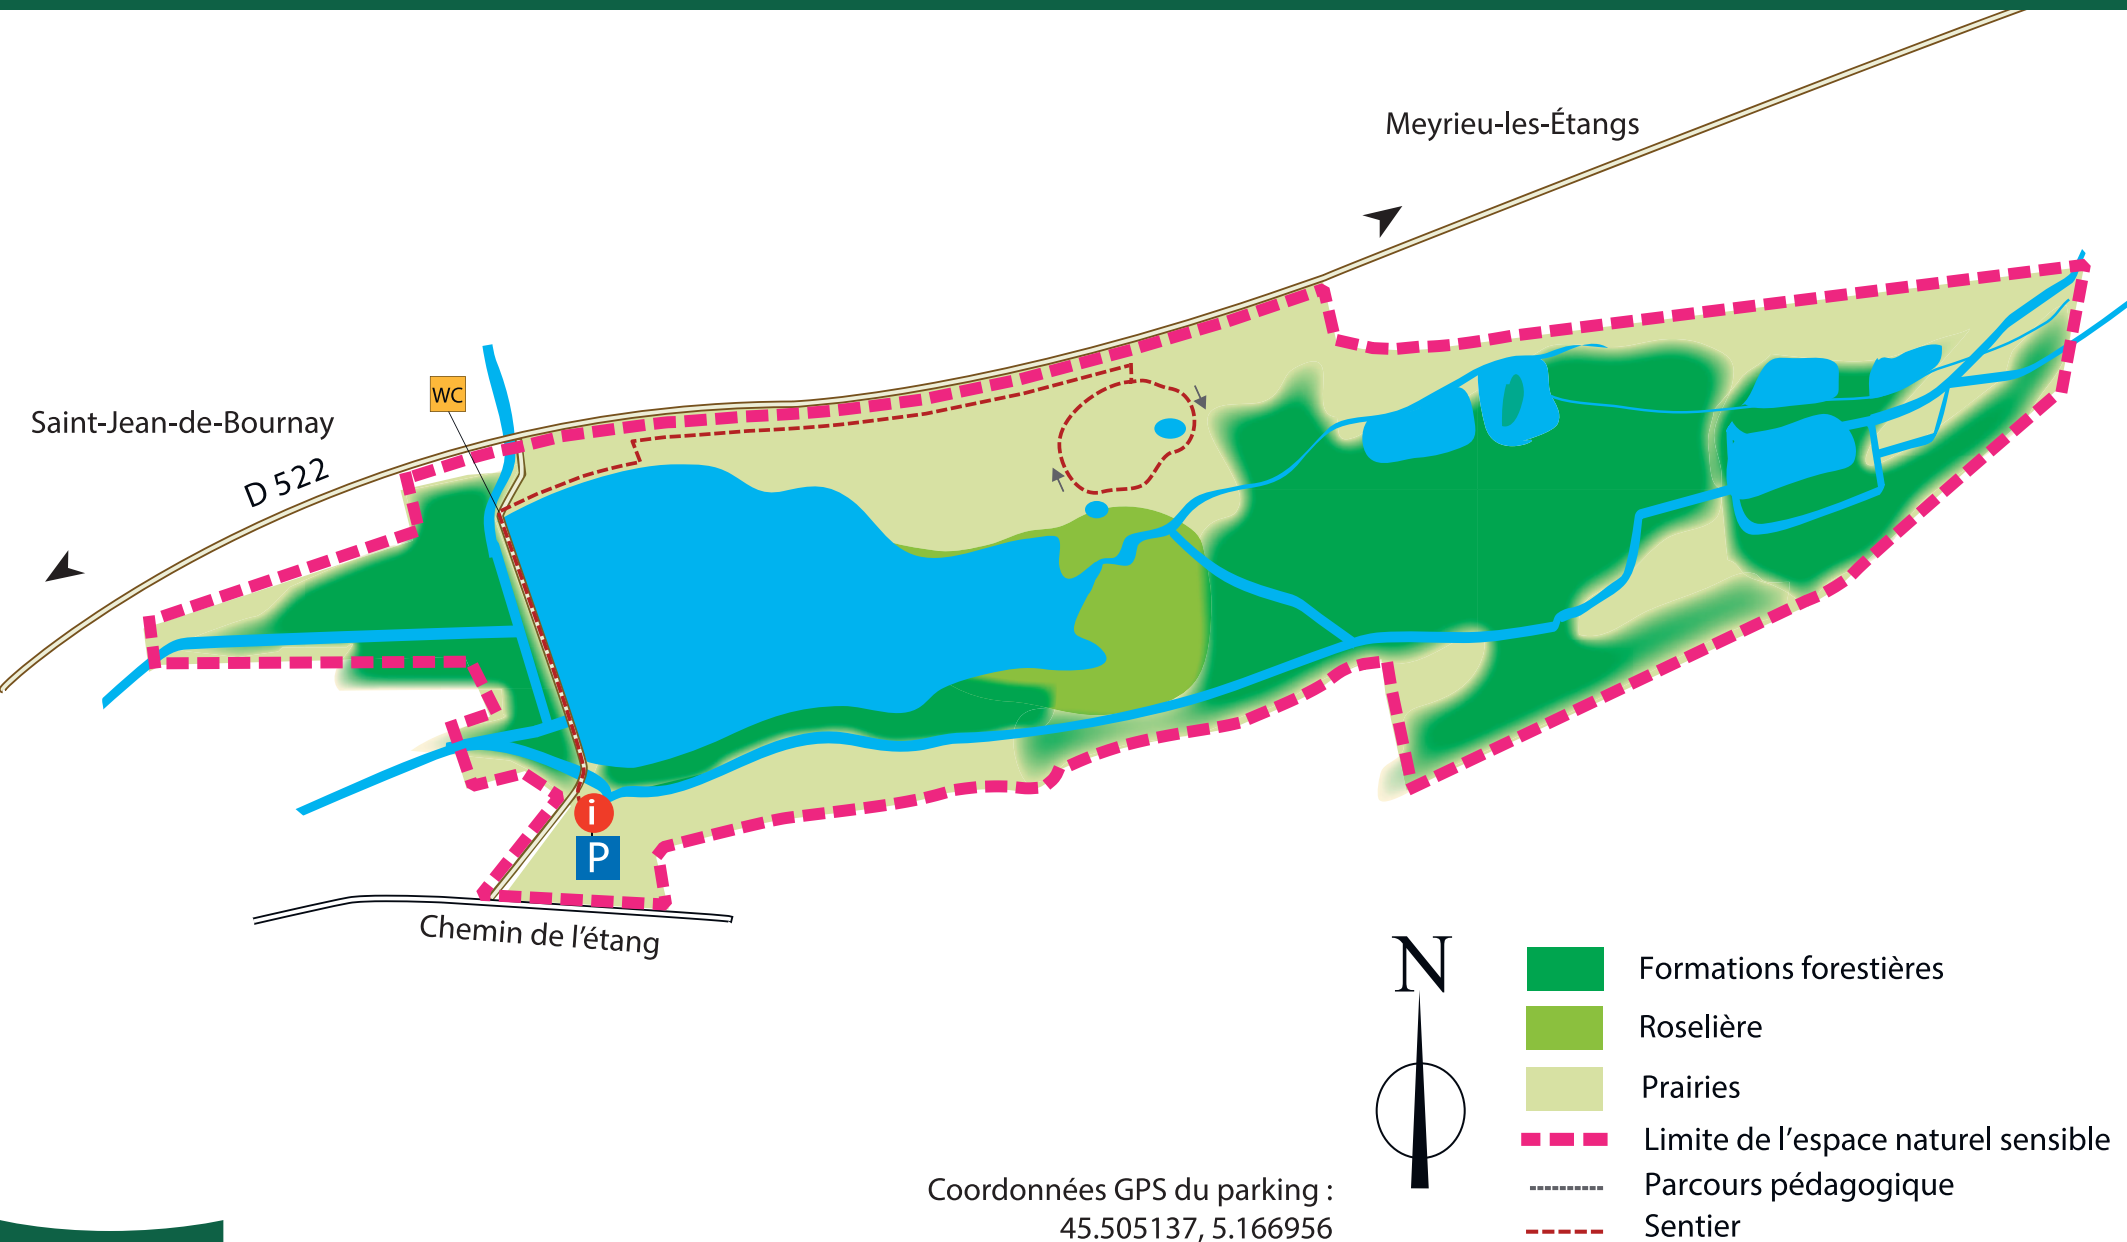 Meyrieu-les-Étangs
WC
Saint-Jean-de-Bournay
D 522
i
P
Chemin de l'étang
N
Formations forestières
Roselière
Prairies
Limite de l'espace naturel sensible
Parcours pédagogique
Sentier
Coordonnées GPS du parking :
45.505137, 5.166956